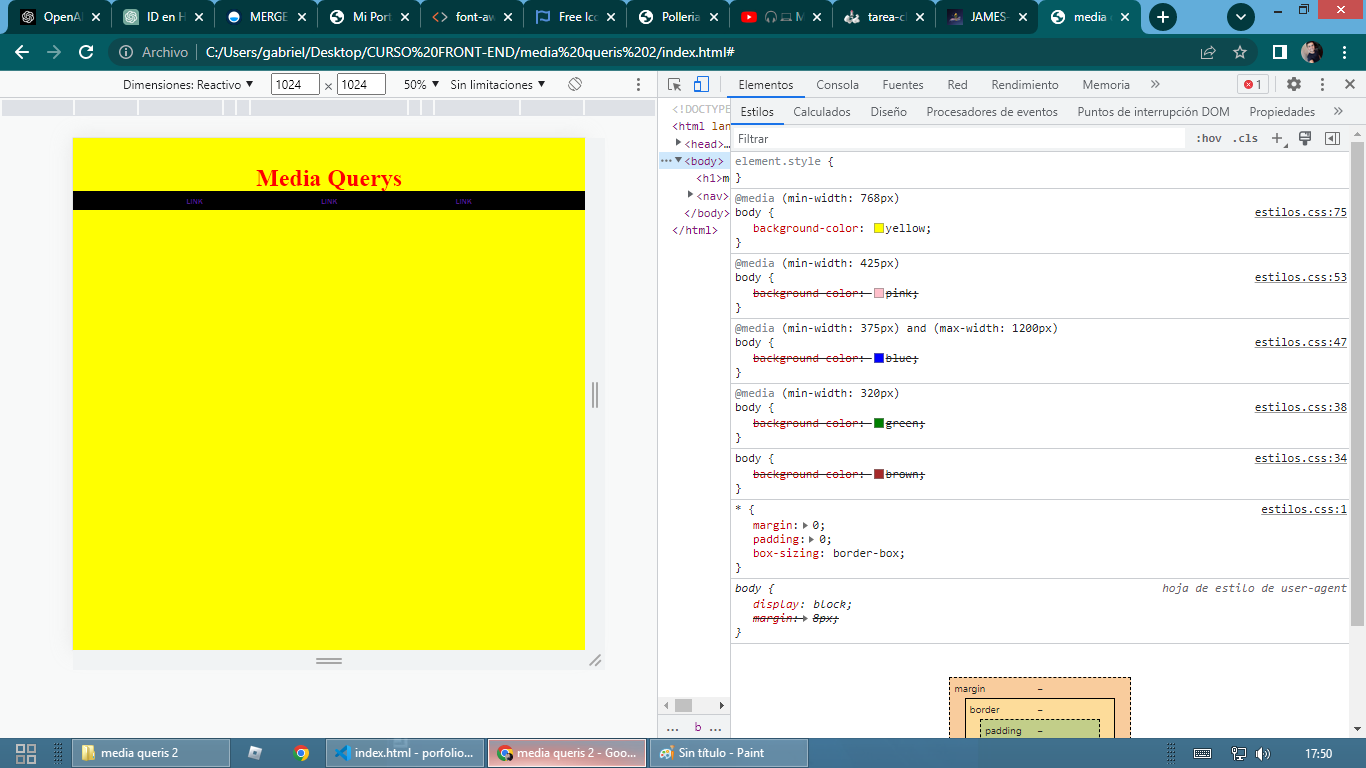 OpenA
ID en H
MERGE
Mi Port
font-aw
Free Ico
Polleria
M
tarea-cl
JAMES-
media
Archivo C:/Users/gabriel/Desktop/CURSO%20FRONT-END/media%20queris%202/index.html#
Dimensiones: Reactivo 1024 × 1024 50% Sin limitaciones
Elementos Consola Fuentes Red Rendimiento Memoria 1
<!DOCTYPE
<html lan
<head>…
<body>
<h1>m
<nav>
</body>
</html>
... b ...
Estilos Calculados Diseño Procesadores de eventos Puntos de interrupción DOM Propiedades
Filtrar :hov .cls
element.style {
}
@media (min-width: 768px)
body { estilos.css:75
background-color: yellow;
}
@media (min-width: 425px)
body { estilos.css:53
background-color: pink;
}
@media (min-width: 375px) and (max-width: 1200px)
body { estilos.css:47
background-color: blue;
}
@media (min-width: 320px)
body { estilos.css:38
background-color: green;
}
body { estilos.css:34
background-color: brown;
}
* { estilos.css:1
margin: 0;
padding: 0;
box-sizing: border-box;
}
body { hoja de estilo de user-agent
display: block;
margin: 8px;
}
margin –
border –
padding –
Media Querys
LINK LINK LINK
media queris 2
index.html - porfolio...
media queris 2 - Goo...
Sin título - Paint
17:50